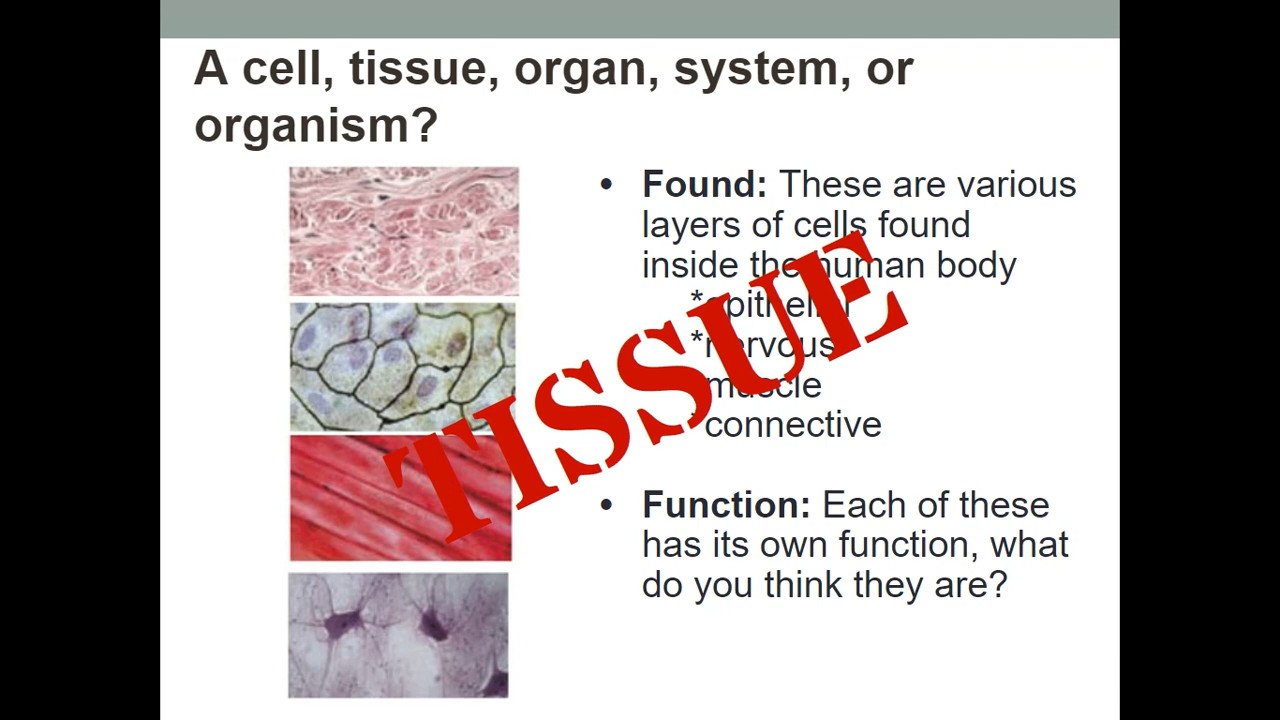 A cell, tissue, organ, system, or
organism?
• Found: These are various
layers of cells found
inside the human body
*epithelial
*nervous
*muscle
*connective
TISSUE
• Function: Each of these
has its own function, what
do you think they are?